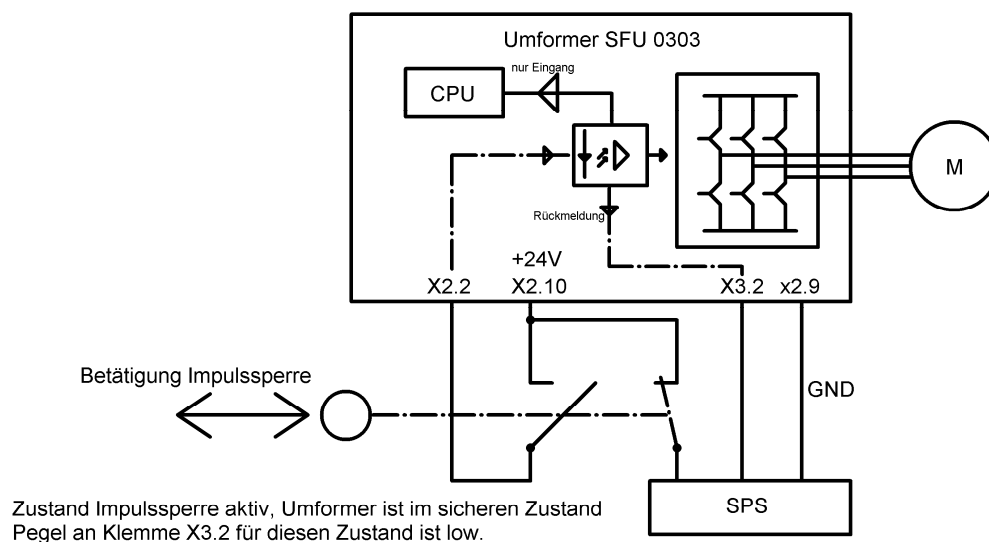 Umformer SFU 0303
nur Eingang
CPU
M
Rückmeldung
+24V
X2.2 X2.10 X3.2 x2.9
Betätigung Impulssperre
GND
SPS
Zustand Impulssperre aktiv, Umformer ist im sicheren Zustand
Pegel an Klemme X3.2 für diesen Zustand ist low.